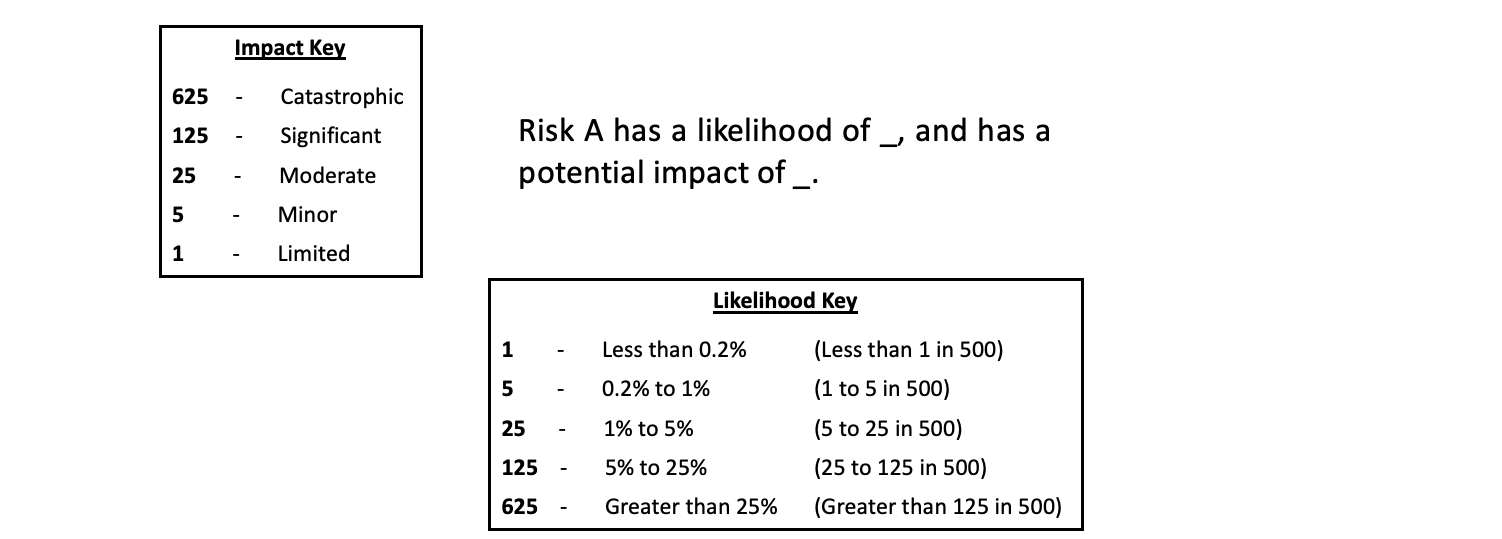 Impact Key
625 - Catastrophic
125 - Significant
25 - Moderate
5 - Minor
1 - Limited
Risk A has a likelihood of _, and has a
potential impact of _.
Likelihood Key
1 - Less than 0.2% (Less than 1 in 500)
5 - 0.2% to 1% (1 to 5 in 500)
25 - 1% to 5% (5 to 25 in 500)
125 - 5% to 25% (25 to 125 in 500)
625 - Greater than 25% (Greater than 125 in 500)